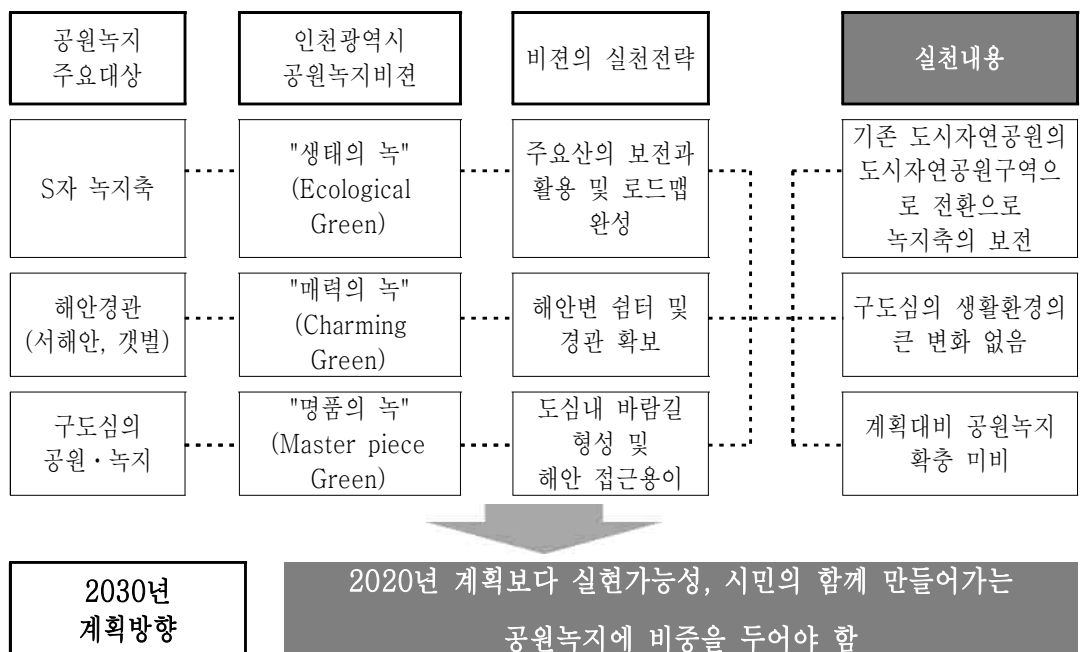 공원녹지
주요대상
인천광역시
공원녹지비젼
비젼의 실천전략
실천내용
S자 녹지축
"생태의 녹"
(Ecological
Green)
주요산의 보전과
활용 및 로드맵
완성
기존 도시자연공원의
도시자연공원구역으
로 전환으로
녹지축의 보전
해안경관
(서해안, 갯벌)
"매력의 녹"
(Charming
Green)
해안변 쉼터 및
경관 확보
구도심의 생활환경의
큰 변화 없음
구도심의
공원·녹지
"명품의 녹"
(Master piece
Green)
도심내 바람길
형성 및
해안 접근용이
계획대비 공원녹지
확충 미비
2030년
계획방향
2020년 계획보다 실현가능성, 시민의 함께 만들어가는
공원녹지에 비중을 두어야 함